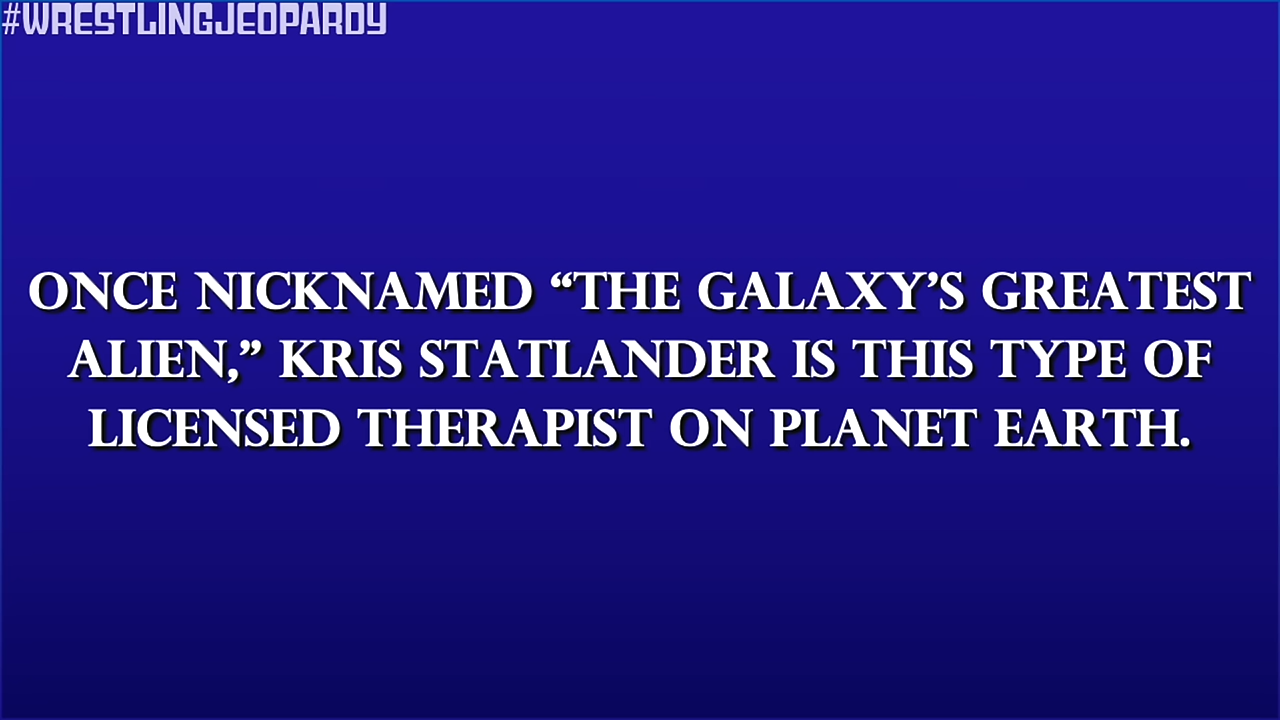 #WRESTLINGJEOPARDY
ONCE NICKNAMED “THE GALAXY’S GREATEST
ALIEN,” KRIS STATLANDER IS THIS TYPE OF
LICENSED THERAPIST ON PLANET EARTH.